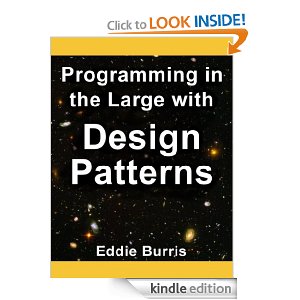 Click to
LOOK INSIDE!
Programming in
the Large with
Design
Patterns
Eddie Burris
kindle edition